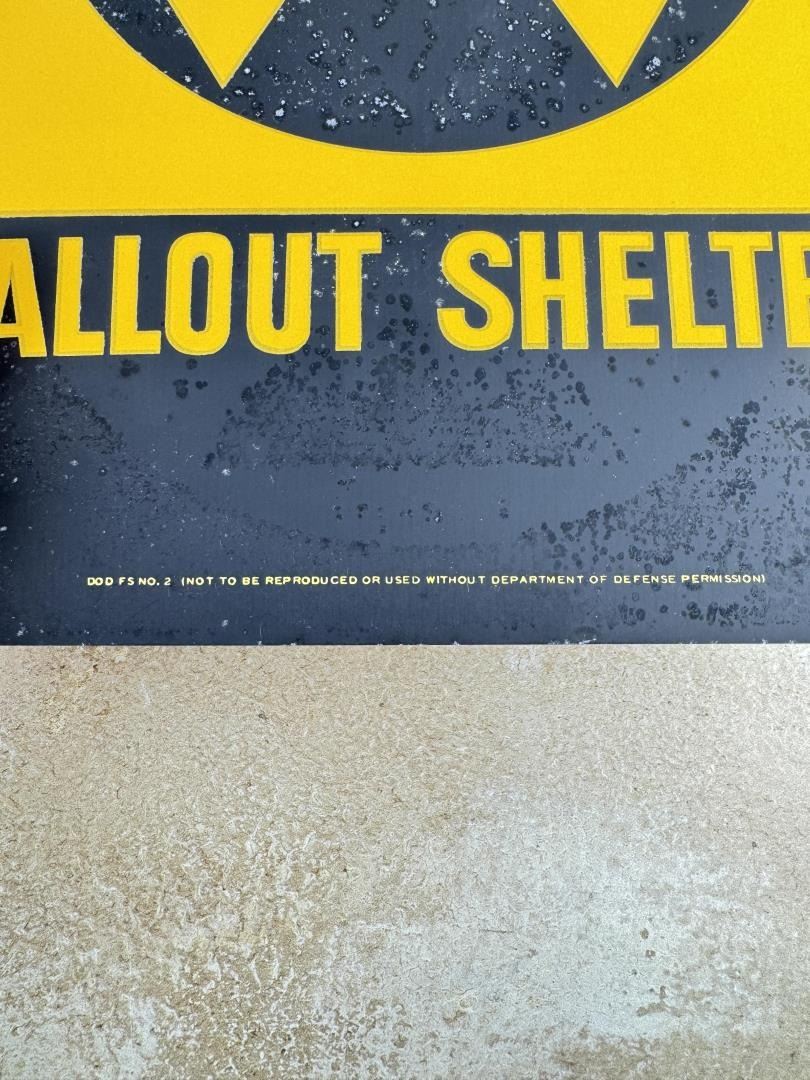 ALLOUT SHELTE
DOD FS NO. 2 (NOT TO BE REPRODUCED OR USED WITHOUT DEPARTMENT OF DEFENSE PERMISSION)